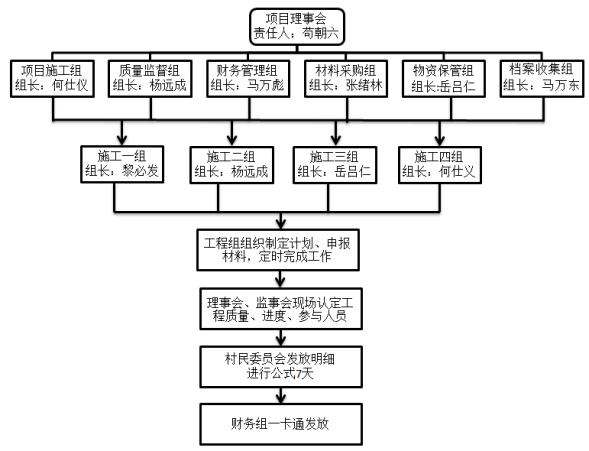 项目理事会
责任人：苟朝六
项目施工组
组长：何仕仪
质量监督组
组长：杨远成
财务管理组
组长：马万彪
材料采购组
组长：张绪林
物资保管组
组长:岳吕仁
档案收集组
组长：马万东
施工一组
组长：黎必发
施工二组
组长：杨远成
施工三组
组长：岳吕仁
施工四组
组长：何仕义
工程组组织制定计划、申报
材料，定时完成工作
理事会、监事会现场认定工
程质量、进度、参与人员
村民委员会发放明细
进行公式7天
财务组一卡通发放